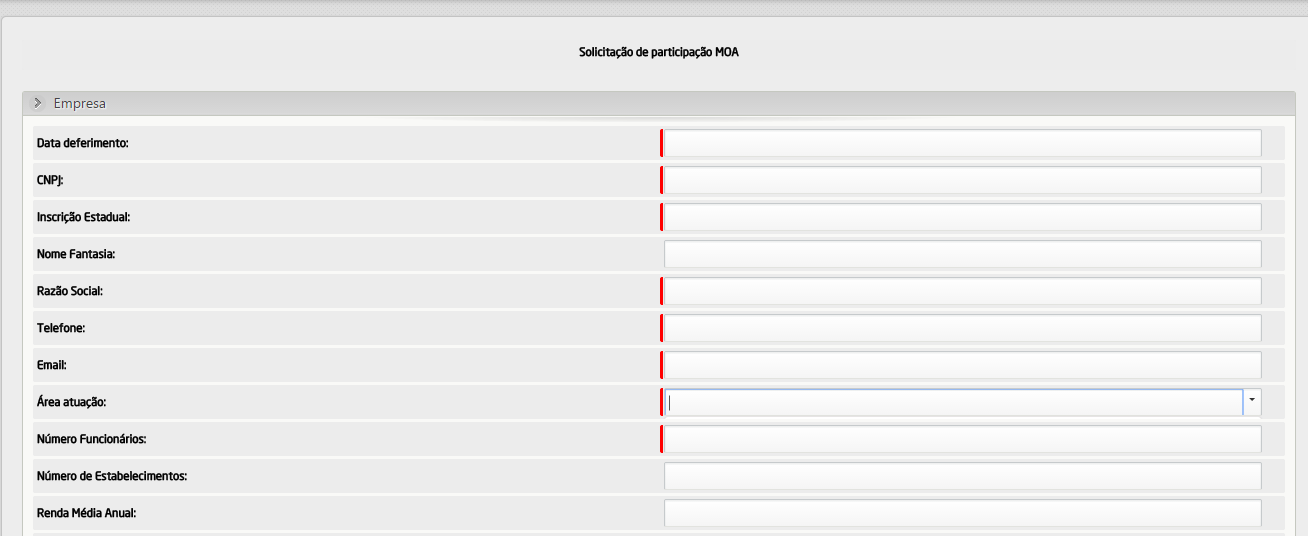 Solicitação de participação MOA
Empresa
Data deferimento:
CNPJ:
Inscrição Estadual:
Nome Fantasia:
Razão Social:
Telefone:
Email:
Área atuação:
Número Funcionários:
Número de Estabelecimentos:
Renda Média Anual: